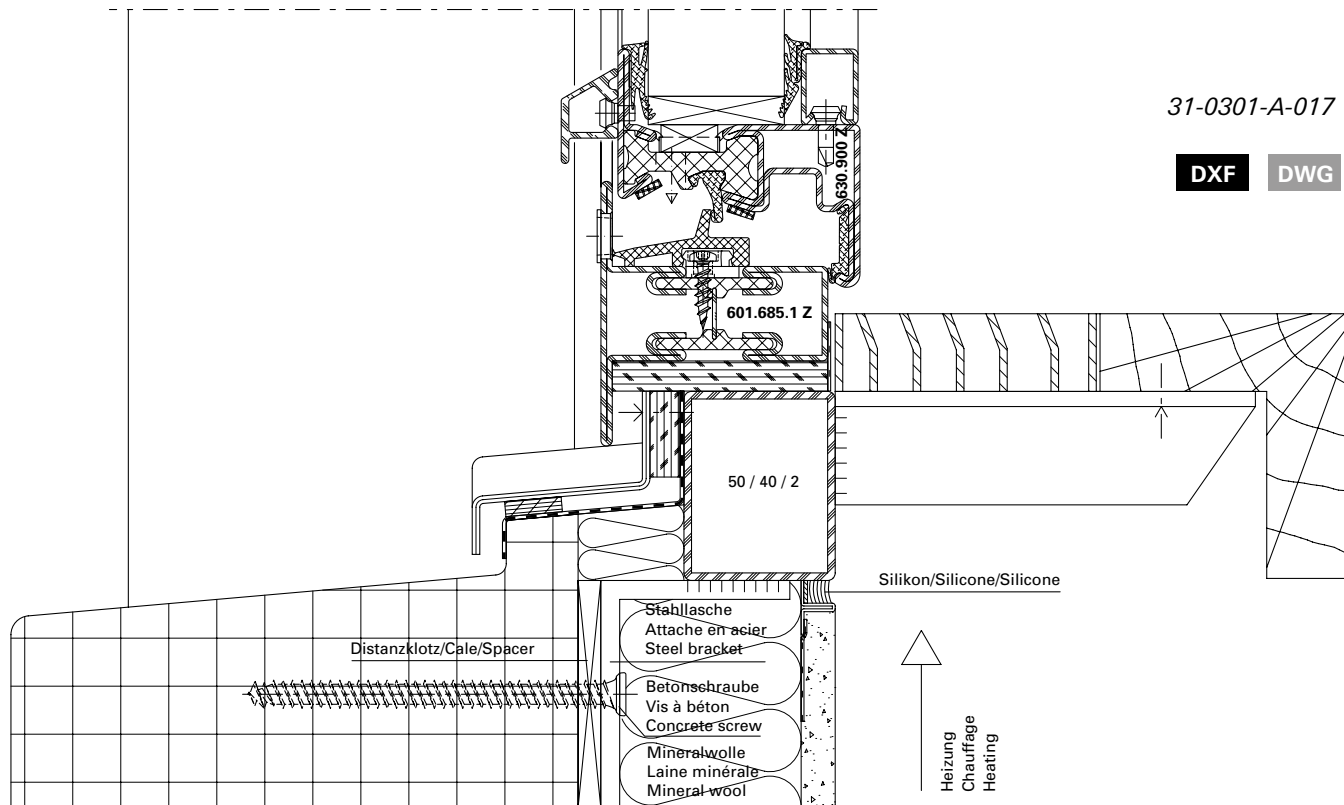 31-0301-A-017
DXF DWG
630.900 Z
601.685.1 Z
50 / 40 / 2
Silikon/Silicone/Silicone
Stahllasche
Attache en acier
Steel bracket
Distanzklotz/Cale/Spacer
Betonschraube
Vis à béton
Concrete screw
Mineralwolle
Laine minérale
Mineral wool
Heizung
Chauffage
Heating